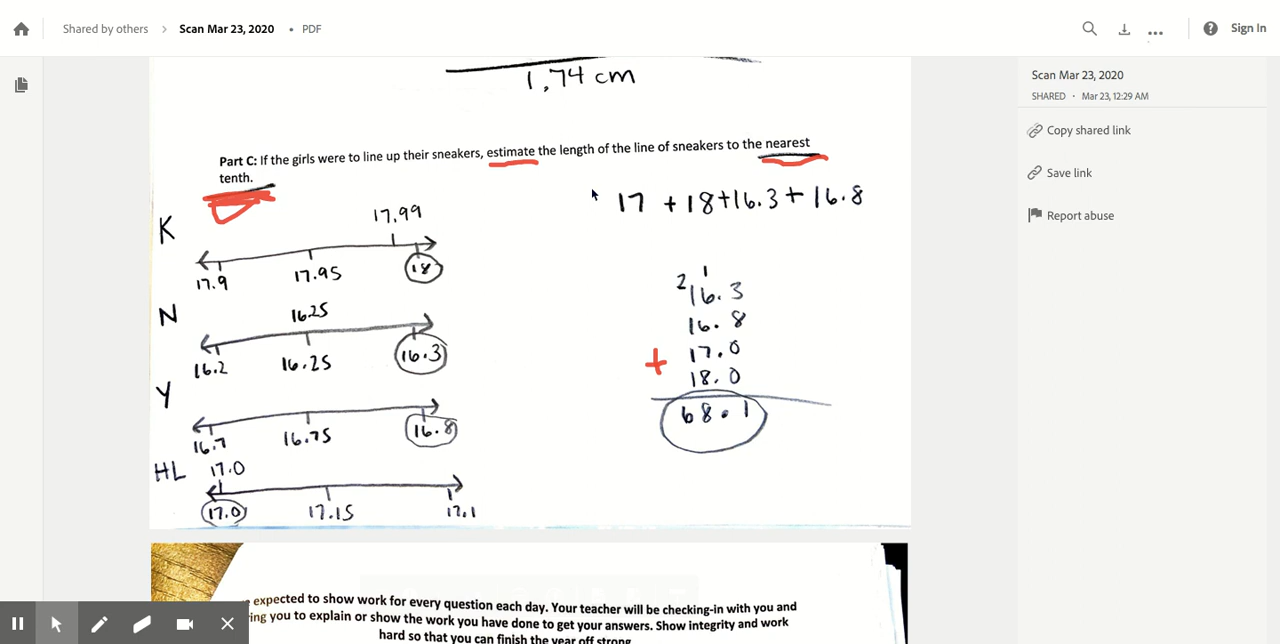 Shared by others > Scan Mar 23, 2020 • PDF
Sign In
Scan Mar 23, 2020
SHARED • Mar 23, 12:29 AM
Copy shared link
Save link
Report abuse
1,74 cm
Part C: If the girls were to line up their sneakers, estimate the length of the line of sneakers to the nearest
tenth.
17 + 18 + 16.3 + 16.8
K
17.99
17.9 17.95 18
N
16.25
16.2 16.25 16.3
Y
16.7 16.75 16.8
HL 17.0
17.0 17.15 17.1
2 1
16.3
16.8
+ 17.0
18.0
68.1
expected to show work for every question each day. Your teacher will be checking-in with you and
you to explain or show the work you have done to get your answers. Show integrity and work
hard so that you can finish the year off strong